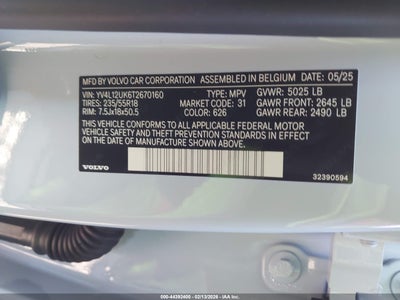 MFD BY VOLVO CAR CORPORATION ASSEMBLED IN BELGIUM DATE 05/25
VIN: YV4L12UK6T2670160 TYPE: MPV GVWR: 5025 LB
TIRES: 235/55R18 MARKET CODE: 31 GAWR FRONT: 2645 LB
RIM: 7.5Jx18x50.5 COLOR: 626 GAWR REAR: 2490 LB
THIS VEHICLE CONFORMS TO ALL APPLICABLE FEDERAL MOTOR
VEHICLE SAFETY AND THEFT PREVENTION STANDARDS IN EFFECT
ON THE DATE OF MANUFACTURE SHOWN ABOVE.
VOLVO 32390594
500-44392400 - 02/13/2026 - IAA